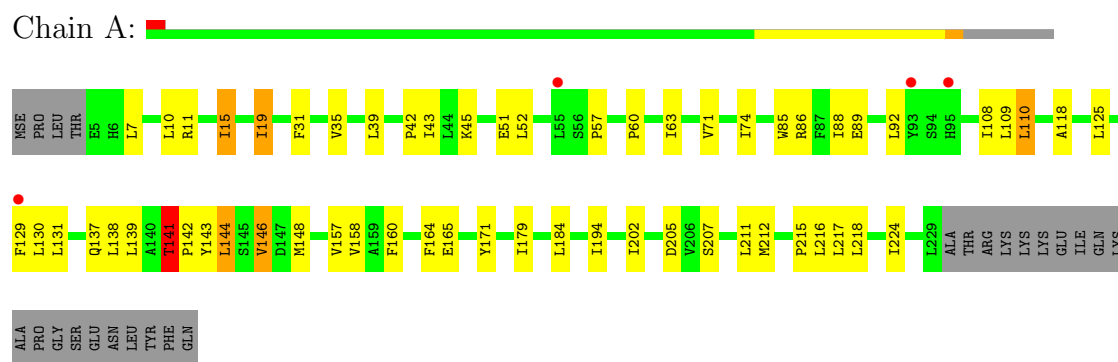 Chain A:
MSE PRO LEU THR E5 H6 L7 L10 R11 I15 I19 F31 V35 L39 P42 I43 L44 K45 E51 L52 L55 S56 P57 P60 I63 V71 I74 W85 R86 F87 I88 E89 L92 Y93 S94 H95 I108 L109 L110 A118 L125
F129 L130 L131 Q137 L138 L139 A140 T141 P142 Y143 L144 S145 V146 D147 M148 V157 V158 A159 F160 F164 E165 Y171 I179 L184 I194 I202 D205 V206 S207 L211 M212 P215 L216 L217 L218 I224 L229 ALA THR ARG LYS LYS LYS GLU ILE GLN LYS
ALA PRO GLY SER GLU ASN LEU TYR PHE GLN